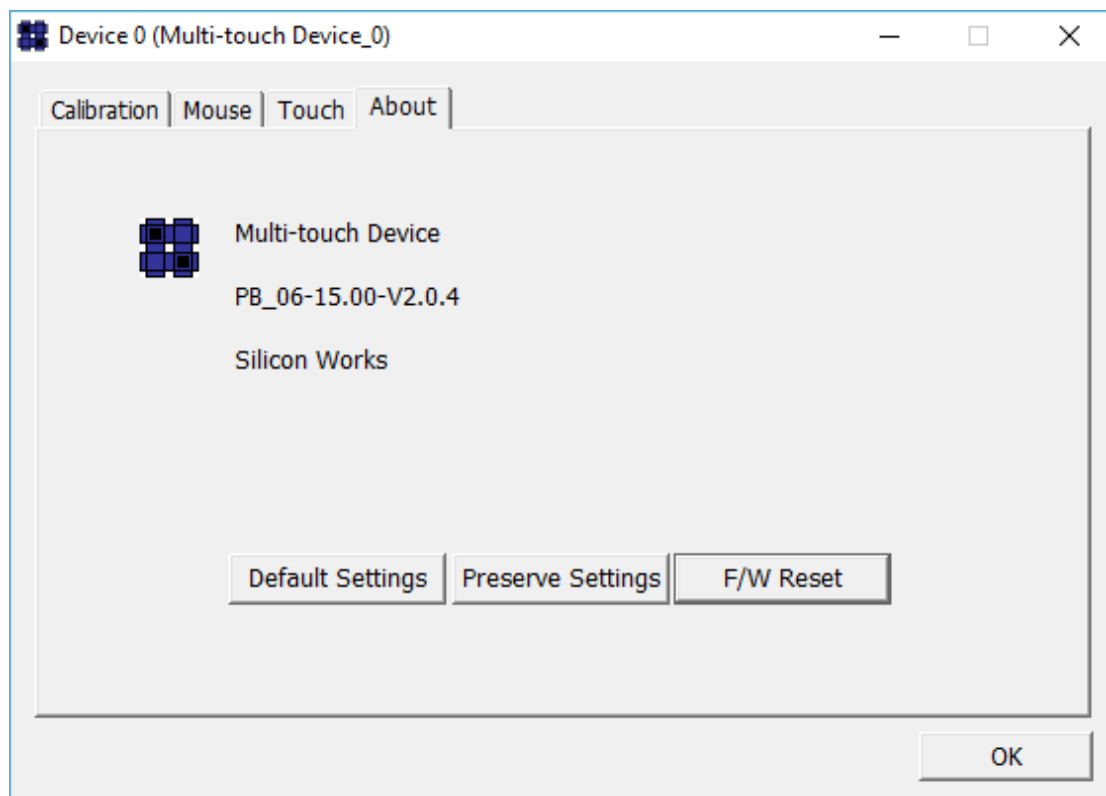 Device 0 (Multi-touch Device_0)
Calibration Mouse Touch About
Multi-touch Device
PB_06-15.00-V2.0.4
Silicon Works
Default Settings Preserve Settings F/W Reset
OK